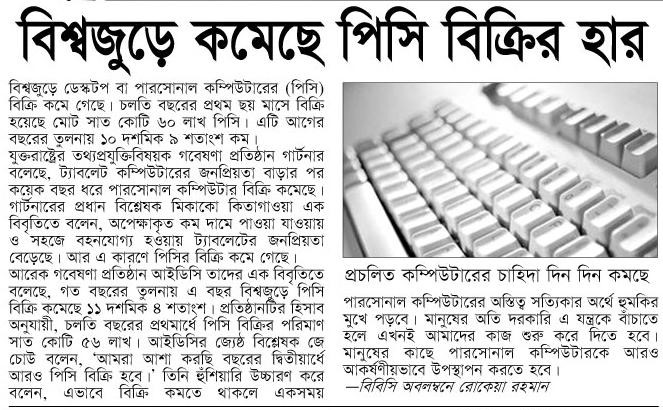 বিশ্বজুড়ে কমেছে পিসি বিক্রির হার
বিশ্বজুড়ে ডেস্কটপ বা পারসোনাল কম্পিউটারের (পিসি)
বিক্রি কমে গেছে। চলতি বছরের প্রথম ছয় মাসে বিক্রি
হয়েছে মোট সাত কোটি ৬০ লাখ পিসি। এটি আগের
বছরের তুলনায় ১০ দশমিক ৯ শতাংশ কম।
যুক্তরাষ্ট্রের তথ্যপ্রযুক্তিবিষয়ক গবেষণা প্রতিষ্ঠান গার্টনার
বলেছে, ট্যাবলেট কম্পিউটারের জনপ্রিয়তা বাড়ার পর
কয়েক বছর ধরে পারসোনাল কম্পিউটার বিক্রি কমেছে।
গার্টনারের প্রধান বিশ্লেষক মিকাকো কিতাগাওয়া এক
বিবৃতিতে বলেন, অপেক্ষাকৃত কম দামে পাওয়া যাওয়ায়
ও সহজে বহনযোগ্য হওয়ায় ট্যাবলেটের জনপ্রিয়তা
বেড়েছে। আর এ কারণে পিসির বিক্রি কমে গেছে।
আরেক গবেষণা প্রতিষ্ঠান আইডিসি তাদের এক বিবৃতিতে
বলেছে, গত বছরের তুলনায় এ বছর বিশ্বজুড়ে পিসি
বিক্রি কমেছে ১১ দশমিক ৪ শতাংশ। প্রতিষ্ঠানটির হিসাব
অনুযায়ী, চলতি বছরের প্রথমার্ধে পিসি বিক্রির পরিমাণ
সাত কোটি ৫৬ লাখ। আইডিসির জ্যেষ্ঠ বিশ্লেষক জে
চোউ বলেন, ‘আমরা আশা করছি বছরের দ্বিতীয়ার্ধে
আরও পিসি বিক্রি হবে।’ তিনি হুঁশিয়ারি উচ্চারণ করে
বলেন, এভাবে বিক্রি কমতে থাকলে একসময়
প্রচলিত কম্পিউটারের চাহিদা দিন দিন কমছে
পারসোনাল কম্পিউটারের অস্তিত্ব সত্যিকার অর্থে হুমকির
মুখে পড়বে। মানুষের অতি দরকারি এ যন্ত্রকে বাঁচাতে
হলে এখনই আমাদের কাজ শুরু করে দিতে হবে।
মানুষের কাছে পারসোনাল কম্পিউটারকে আরও
আকর্ষণীয়ভাবে উপস্থাপন করতে হবে।
—বিবিসি অবলম্বনে রোকেয়া রহমান